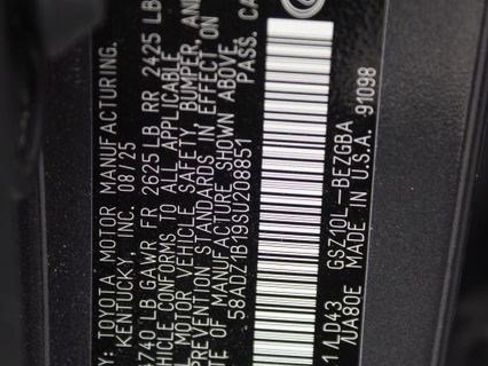 Y: TOYOTA MOTOR MANUFACTURING,
KENTUCKY, INC. 08/25
4740 LB GAWR FR 2625 LB RR 2425 LB
HICLE CONFORMS TO ALL APPLICABLE
L MOTOR VEHICLE SAFETY, BUMPER, AND
PREVENTION STANDARDS IN EFFECT ON
TE OF MANUFACTURE SHOWN ABOVE.
58ADZ1B19SU208851 PASS. CA
1 4D43 GSZ10L-BEZGBA
/UA80E MADE IN U.S.A. 91098